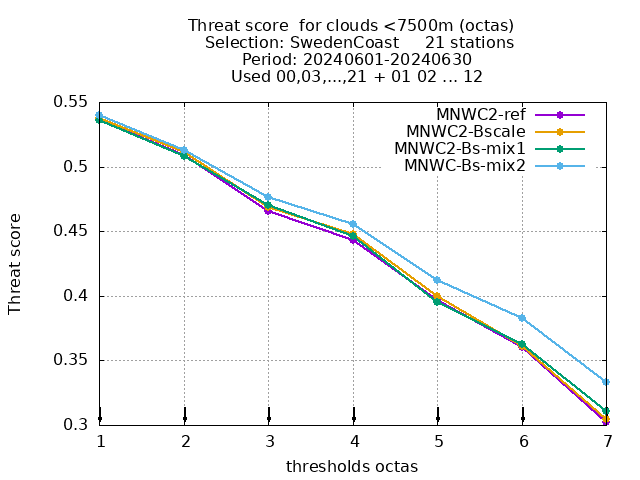 Threat score  for clouds <7500m (octas)
Selection: SwedenCoast     21 stations
Period: 20240601-20240630
Used 00,03,...,21 + 01 02 ... 12
MNWC2-ref
MNWC2-Bscale
MNWC2-Bs-mix1
MNWC-Bs-mix2
Threat score
0.55
0.5
0.45
0.4
0.35
0.3
1 2 3 4 5 6 7
thresholds octas